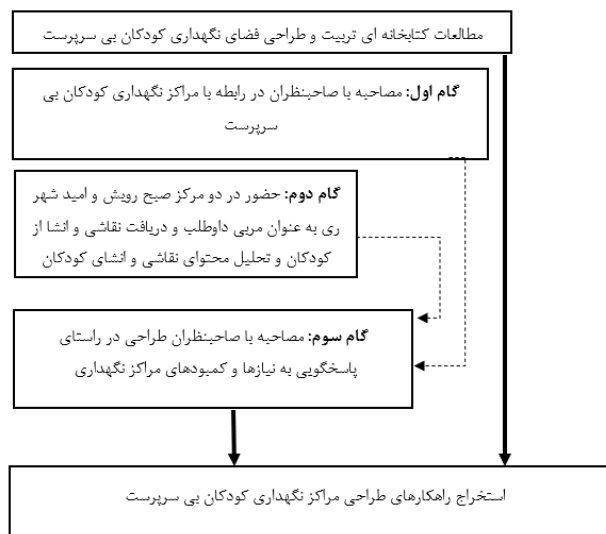 مطالعات کتابخانه ای تربیت و طراحی فضای نگهداری کودکان بی سرپرست
گام اول: مصاحبه با صاحبنظران در رابطه با مراکز نگهداری کودکان بی
سرپرست
گام دوم: حضور در دو مرکز صبح رویش و امید شهر
ری به عنوان مربی داوطلب و دریافت نقاشی و انشا از
کودکان و تحلیل محتوای نقاشی و انشای کودکان
گام سوم: مصاحبه با صاحبنظران طراحی در راستای
پاسخگویی به نیازها و کمبودهای مراکز نگهداری
استخراج راهکارهای طراحی مراکز نگهداری کودکان بی سرپرست